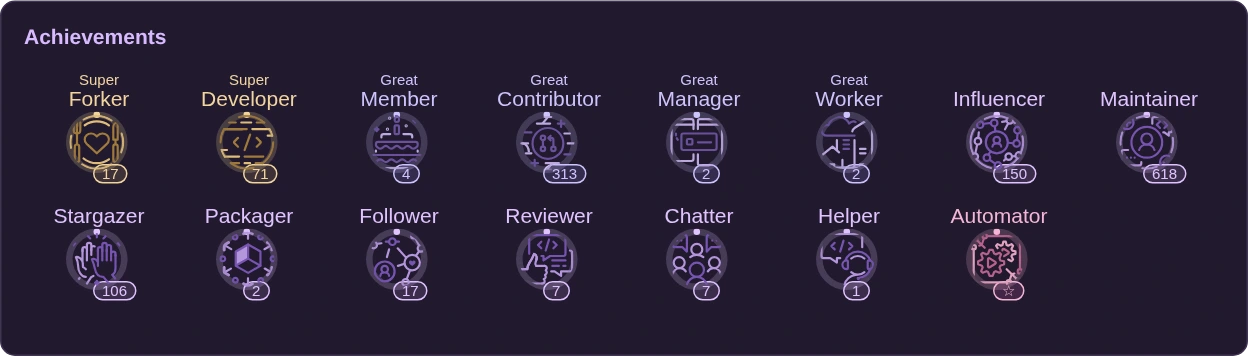 Achievements
Super Super Great Great Great Great
Forker Developer Member Contributor Manager Worker Influencer Maintainer
17 71 4 313 2 2 150 618
Stargazer Packager Follower Reviewer Chatter Helper Automator
106 2 17 7 7 1 ☆